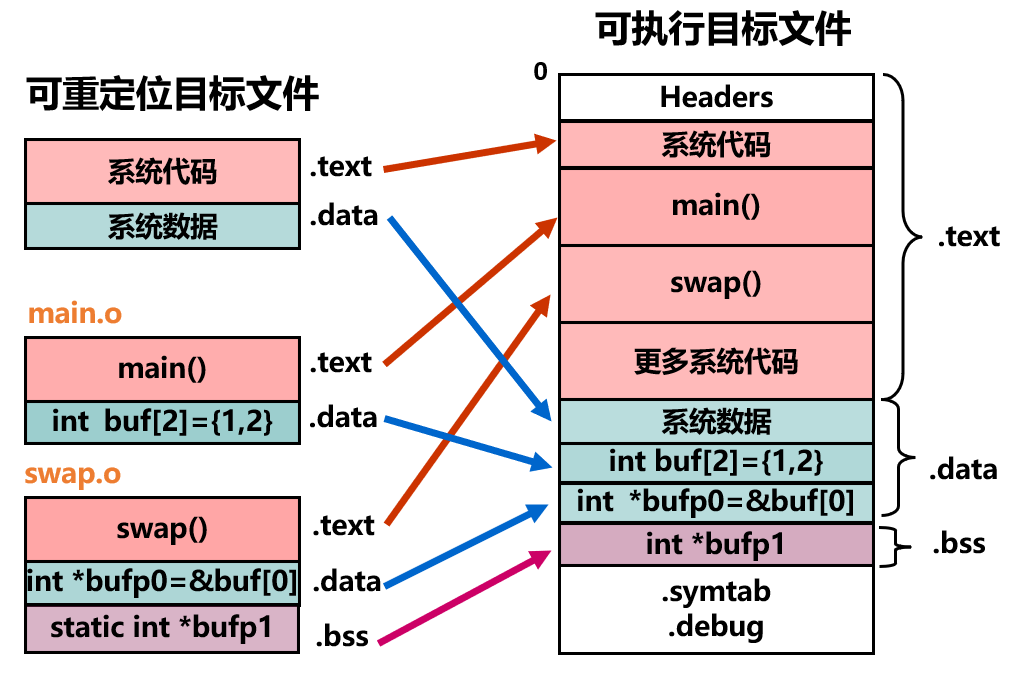 可重定位目标文件
系统代码
.text
系统数据
.data
main.o
main()
.text
int buf[2]={1,2}
.data
swap.o
swap()
.text
int *bufp0=&buf[0]
.data
static int *bufp1
.bss
可执行目标文件
0
Headers
系统代码
main()
swap()
更多系统代码
.text
系统数据
int buf[2]={1,2}
int *bufp0=&buf[0]
.data
int *bufp1
.bss
.symtab
.debug